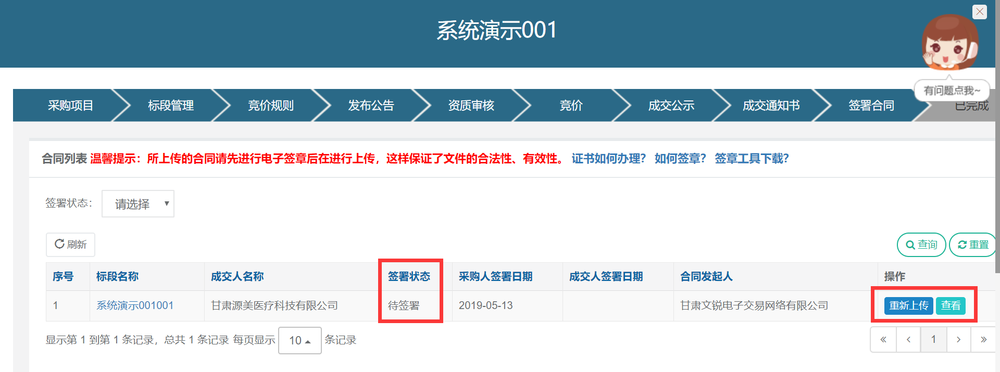 系统演示001
有问题点我~
采购项目 标段管理 竞价规则 发布公告 资质审核 竞价 成交公示 成交通知书 签署合同 已完成
合同列表 温馨提示：所上传的合同请先进行电子签章后在进行上传，这样保证了文件的合法性、有效性。 证书如何办理？ 如何签章？ 签章工具下载？
签署状态： 请选择
刷新 查询 重置
序号 标段名称 成交人名称 签署状态 采购人签署日期 成交人签署日期 合同发起人 操作
1 系统演示001001 甘肃源美医疗科技有限公司 待签署 2019-05-13 甘肃文锐电子交易网络有限公司 重新上传 查看
显示第 1 到第 1 条记录，总共 1 条记录 每页显示 10 条记录 « ‹ 1 › »